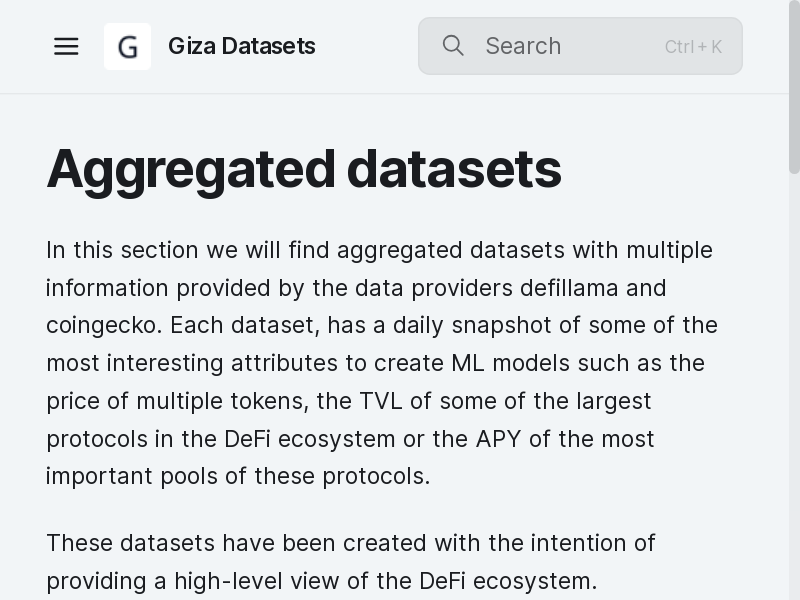 G
Giza Datasets
Search
Ctrl + K
Aggregated datasets
In this section we will find aggregated datasets with multiple
information provided by the data providers defillama and
coingecko. Each dataset, has a daily snapshot of some of the
most interesting attributes to create ML models such as the
price of multiple tokens, the TVL of some of the largest
protocols in the DeFi ecosystem or the APY of the most
important pools of these protocols.
These datasets have been created with the intention of
providing a high-level view of the DeFi ecosystem.